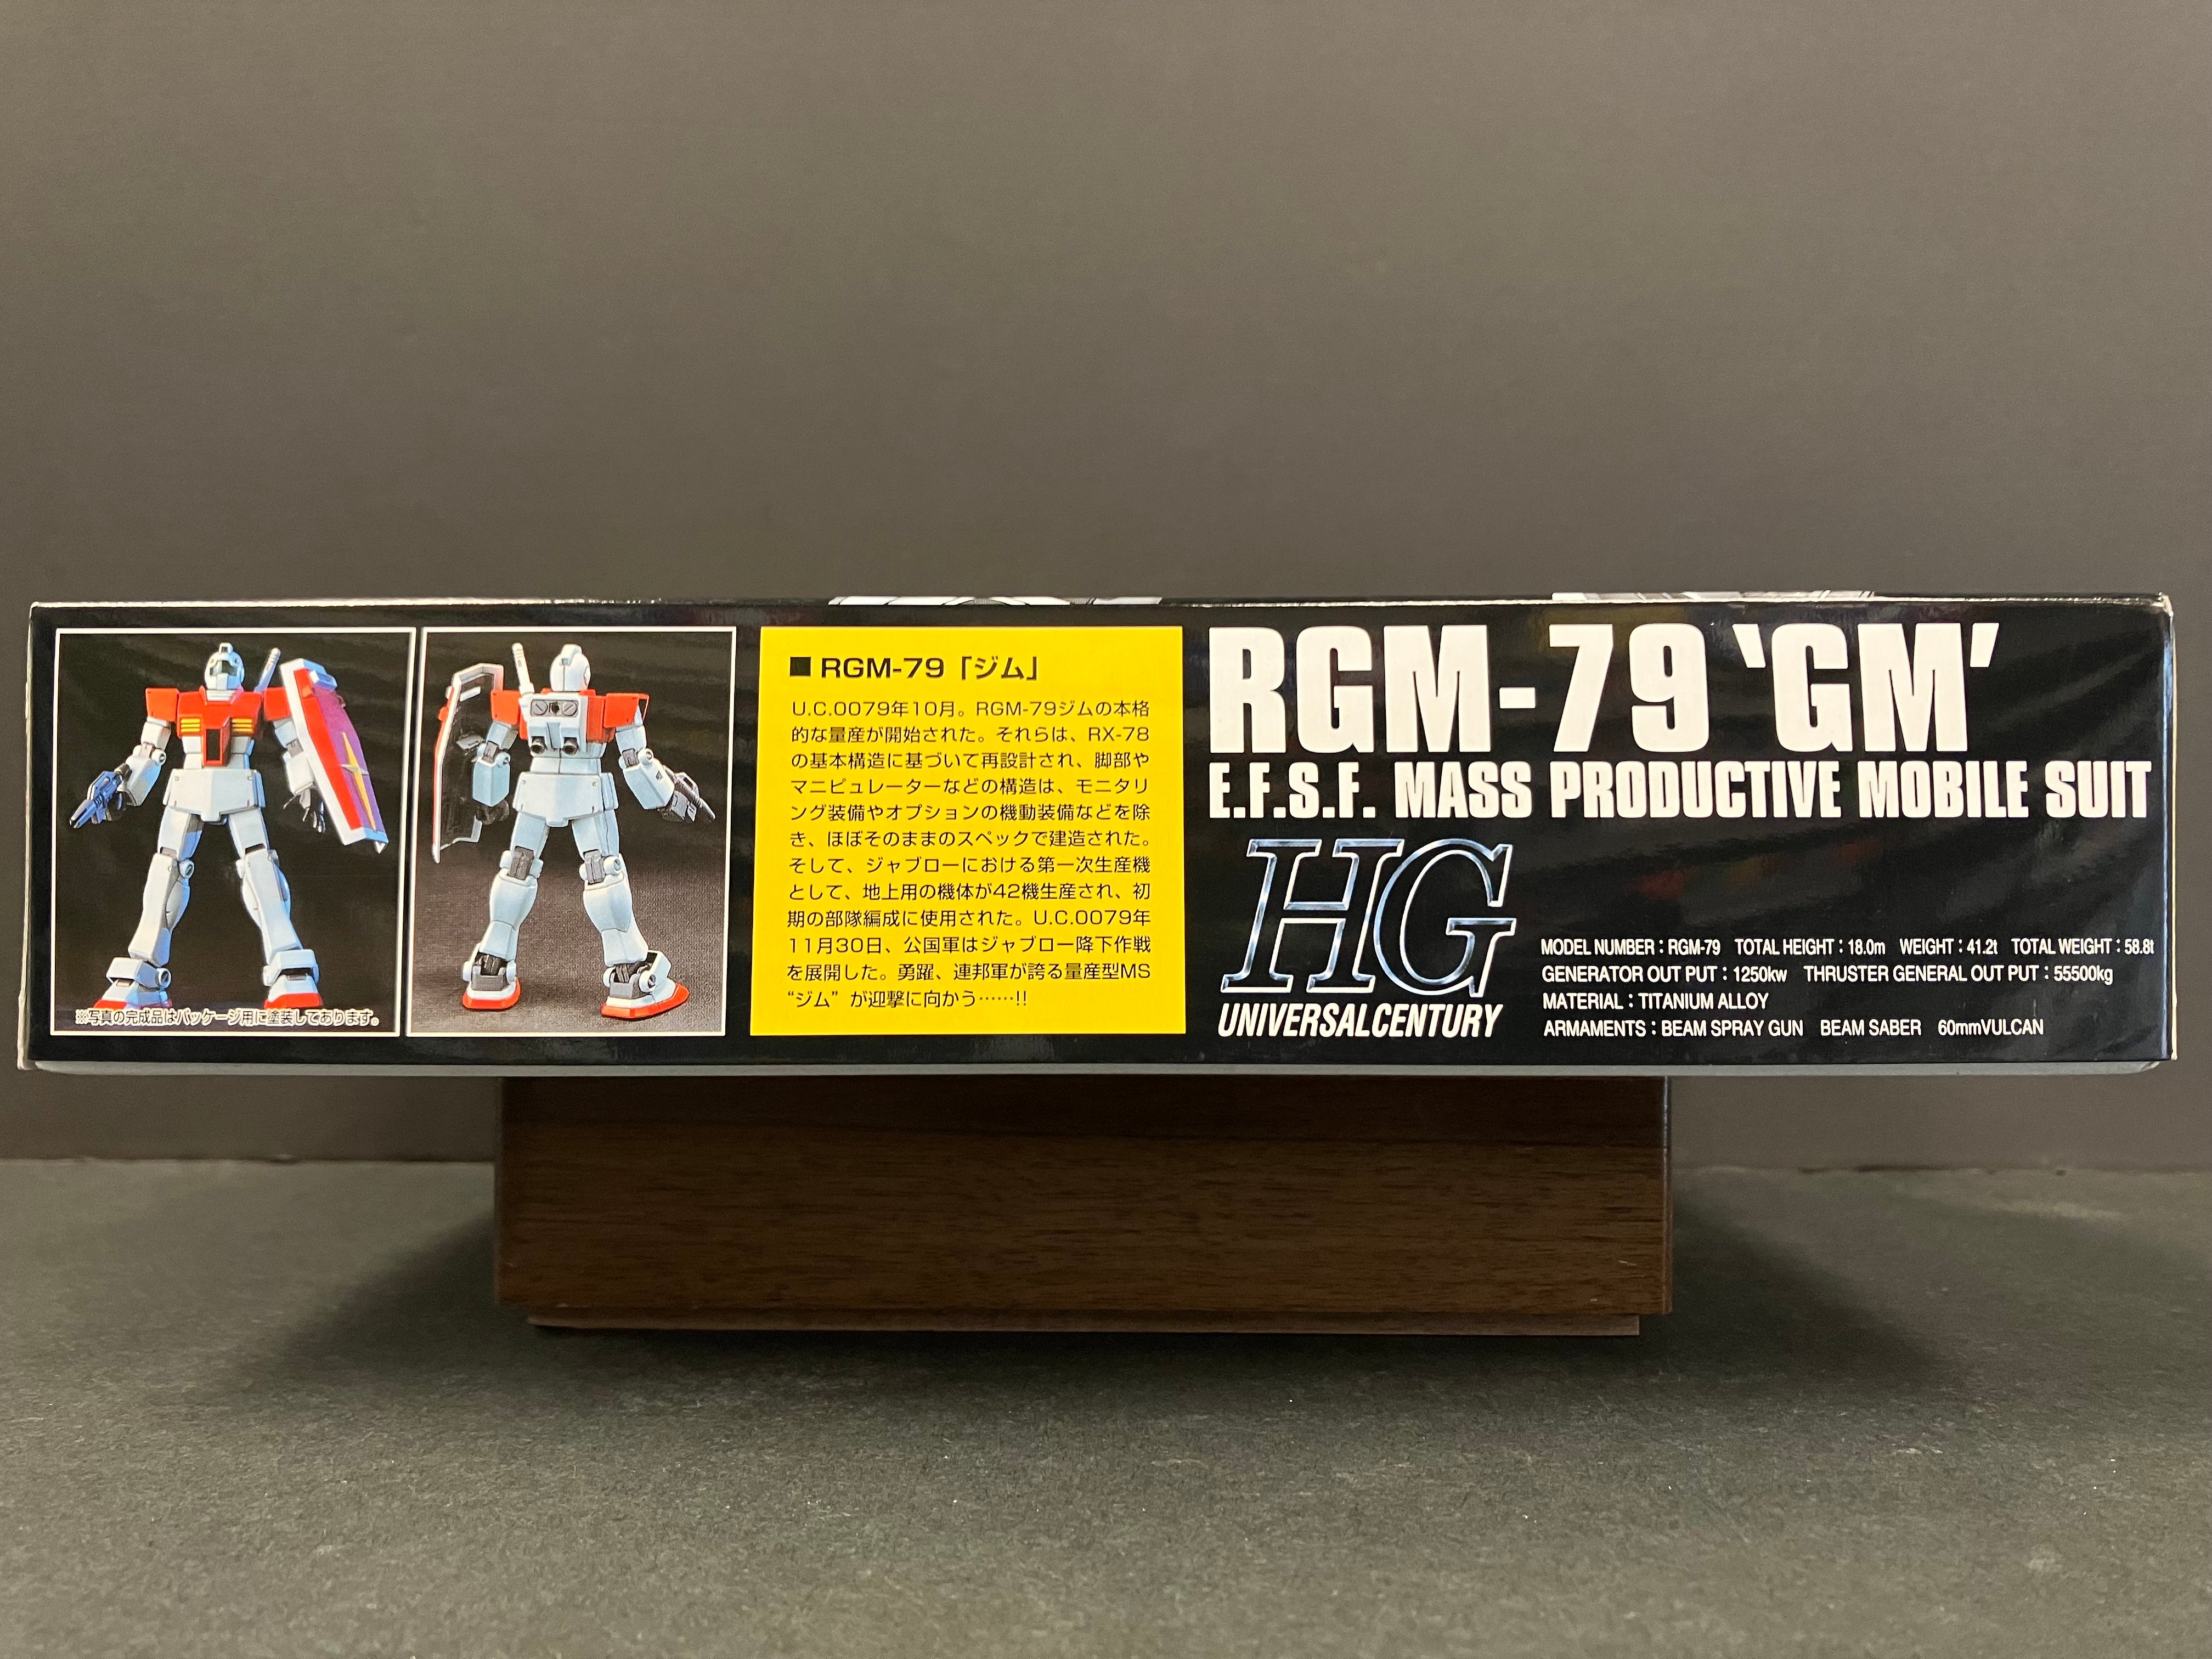 ※写真の完成品はパッケージ用に塗装してあります。
■RGM-79「ジム」
U.C.0079年10月。RGM-79ジムの本格
的な量産が開始された。それらは、RX-78
の基本構造に基づいて再設計され、脚部や
マニピュレーターなどの構造は、モニタリ
ング装備やオプションの機動装備などを除
き、ほぼそのままのスペックで建造された。
そして、ジャブローにおける第一次生産機
として、地上用の機体が42機生産され、初
期の部隊編成に使用された。U.C.0079年
11月30日、公国軍はジャブロー降下作戦
を展開した。勇躍、連邦軍が誇る量産型MS
“ジム”が迎撃に向かう……!!
RGM-79 ‵GM′
E.F.S.F. MASS PRODUCTIVE MOBILE SUIT
HG
UNIVERSALCENTURY
MODEL NUMBER：RGM-79 TOTAL HEIGHT：18.0m WEIGHT：41.2t TOTAL WEIGHT：58.8t
GENERATOR OUT PUT：1250kw THRUSTER GENERAL OUT PUT：55500kg
MATERIAL：TITANIUM ALLOY
ARMAMENTS：BEAM SPRAY GUN BEAM SABER 60mmVULCAN